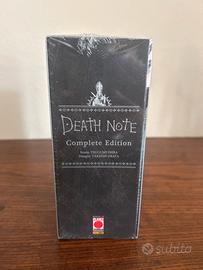 DEATH NOTE
Complete Edition
Storia: TSUGUMI OHBA
Disegni: TAKESHI OBATA
subito